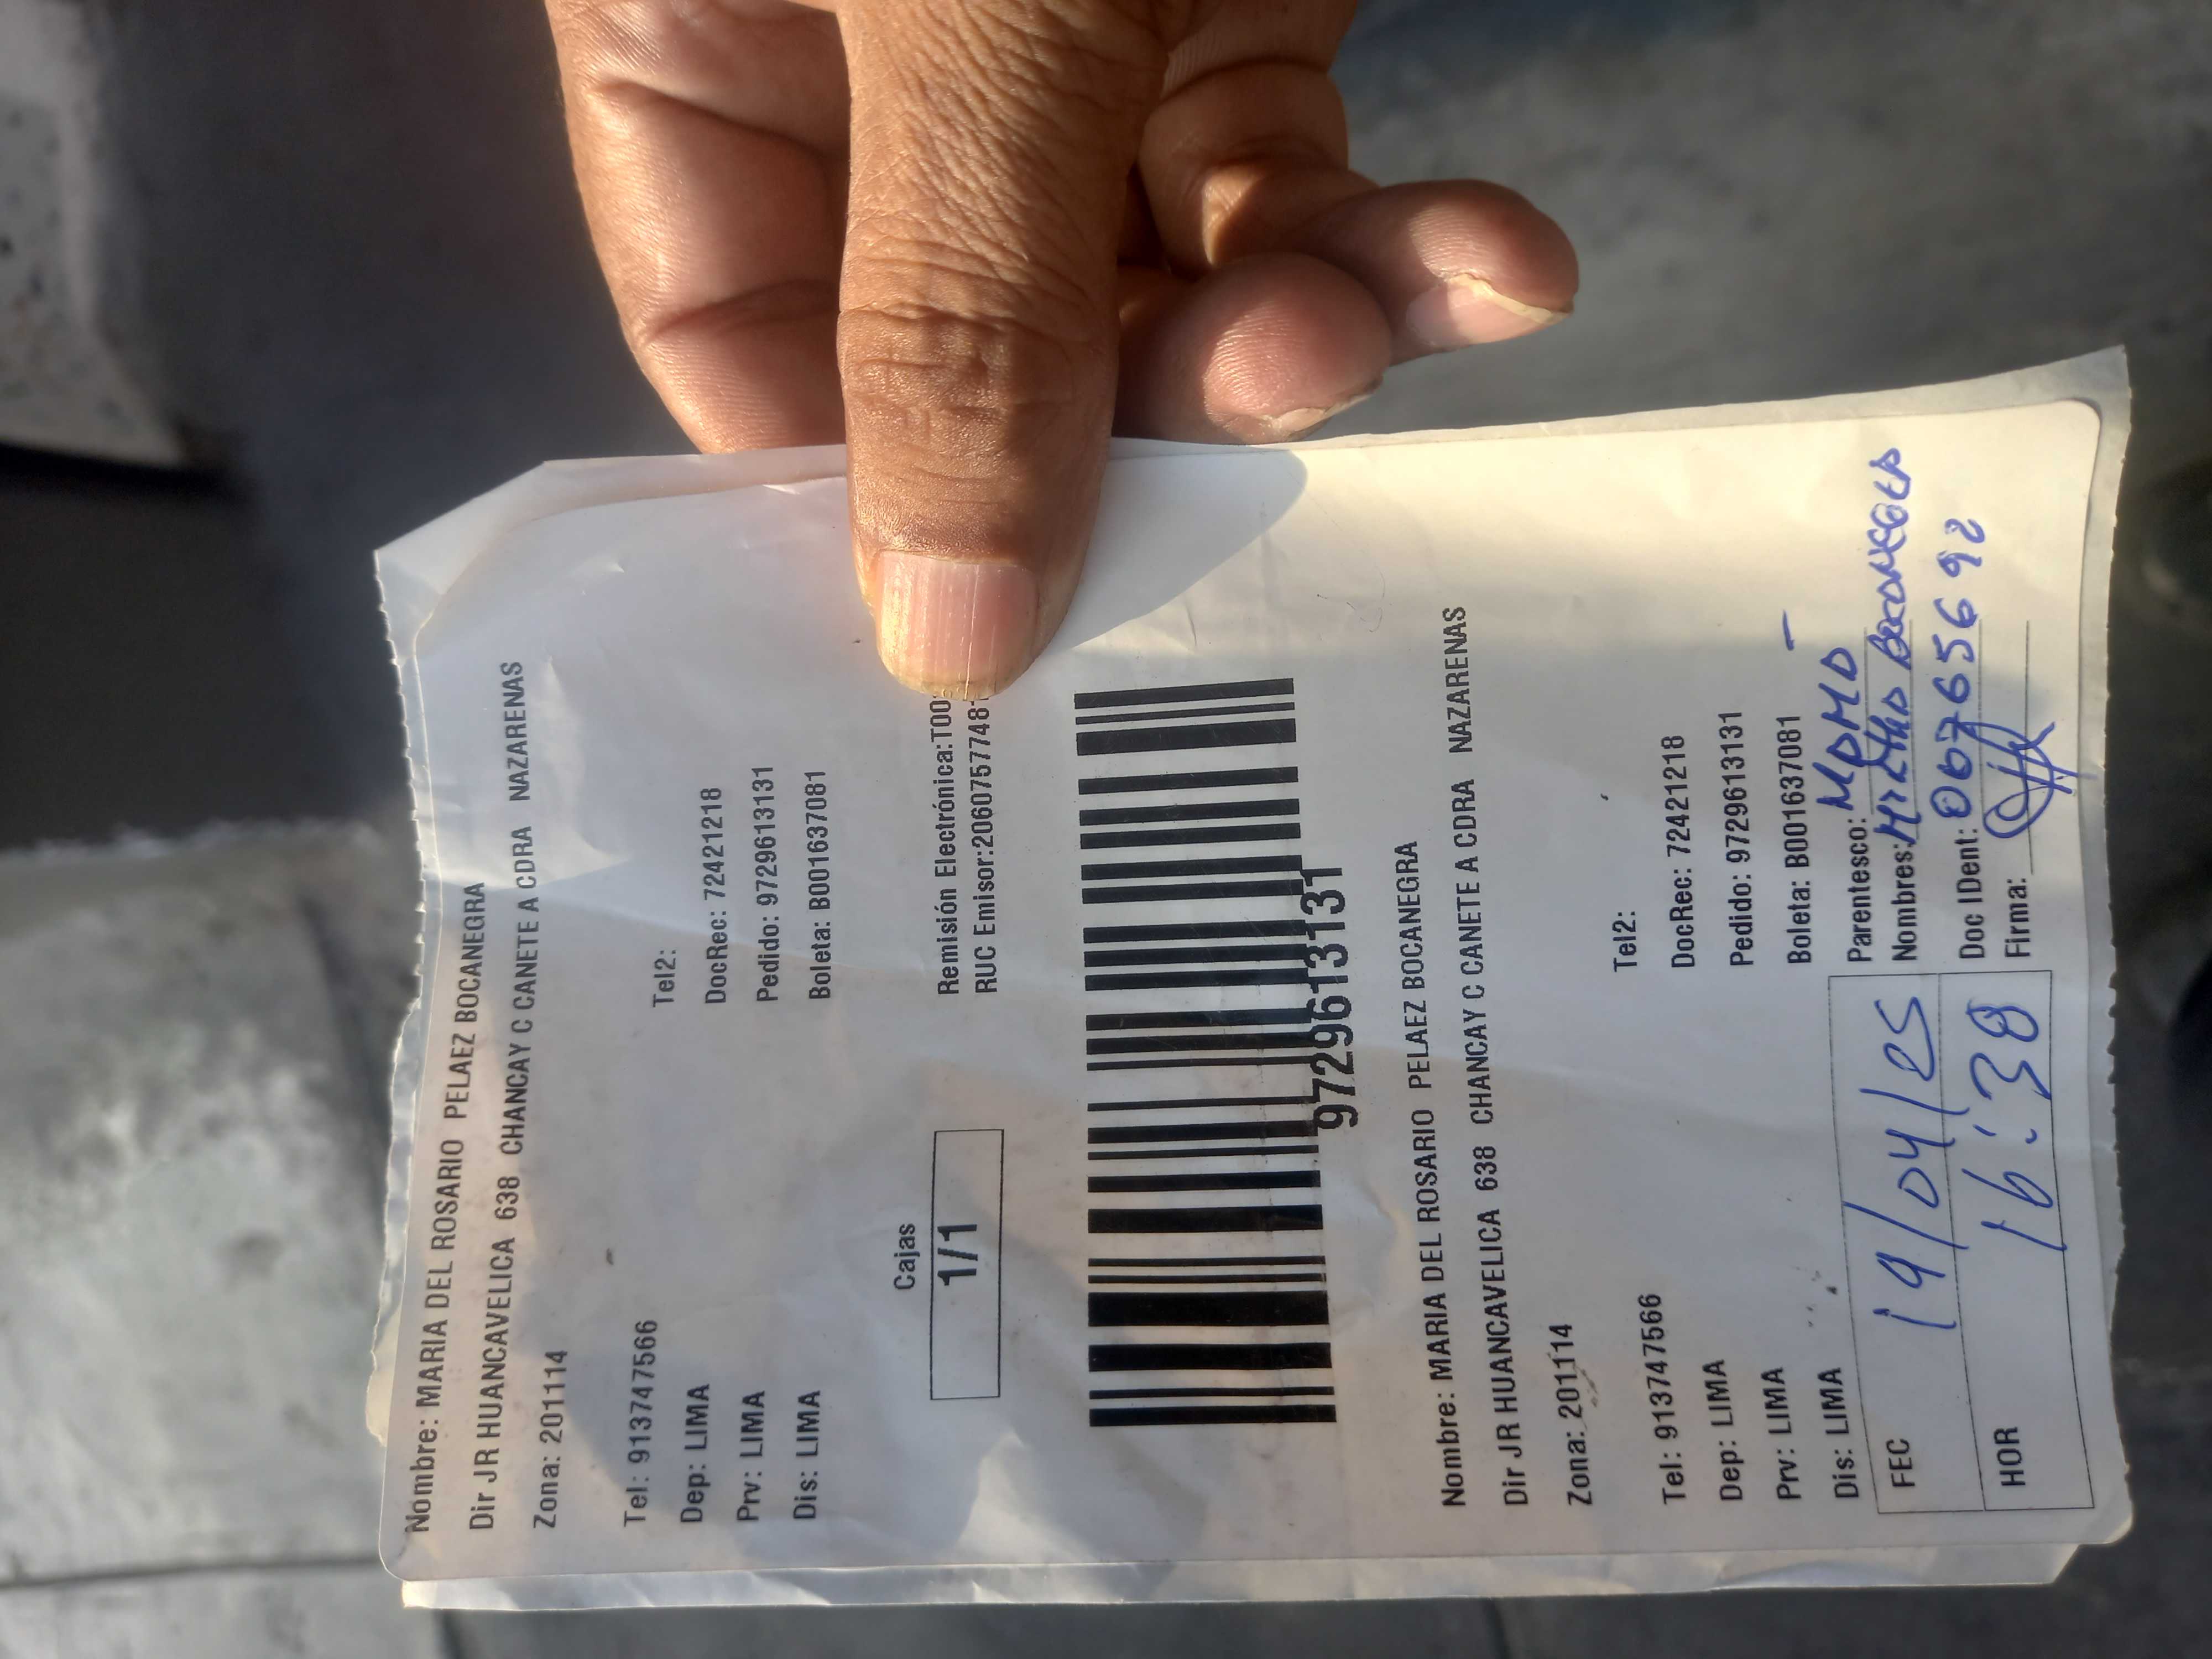 Nombre: MARIA DEL ROSARIO PELAEZ BOCANEGRA
Dir JR HUANCAVELICA 638 CHANCAY C CANETE A CDRA NAZARENAS
Zona: 201114
Tel: 913747566 Tel2:
Dep: LIMA DocRec: 72421218
Prv: LIMA Pedido: 9729613131
Dis: LIMA Boleta: B001637081
Cajas
1/1
Remisión Electrónica:T00
RUC Emisor:2060757748
9729613131
Nombre: MARIA DEL ROSARIO PELAEZ BOCANEGRA
Dir JR HUANCAVELICA 638 CHANCAY C CANETE A CDRA NAZARENAS
Zona: 201114
Tel2:
Tel: 913747566 DocRec: 72421218
Dep: LIMA Pedido: 9729613131
Prv: LIMA Boleta: B001637081
Dis: LIMA Parentesco: MDMD
FEC 19/04/25 Nombres:
Doc IDent: 06765692
HOR 16:38 Firma: